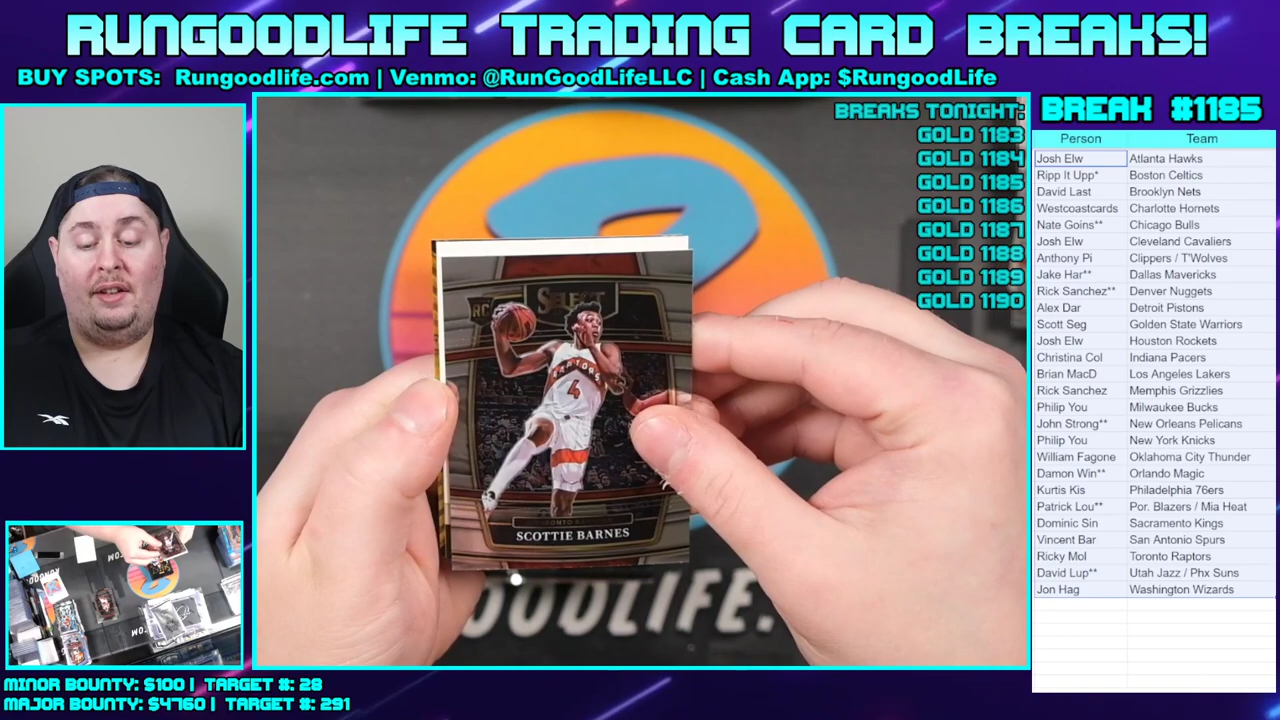 RUNGOODLIFE TRADING CARD BREAKS!
BUY SPOTS: Rungoodlife.com | Venmo: @RunGoodLifeLLC | Cash App: $RungoodLife
BREAKS TONIGHT:
GOLD 1183
GOLD 1184
GOLD 1185
GOLD 1186
GOLD 1187
GOLD 1188
GOLD 1189
GOLD 1190
RC
SELECT
RAPTORS
4
SCOTTIE BARNES
OODLIFE.
BREAK #1185
Person Team
Josh Elw Atlanta Hawks
Ripp It Upp* Boston Celtics
David Last Brooklyn Nets
Westcoastcards Charlotte Hornets
Nate Goins** Chicago Bulls
Josh Elw Cleveland Cavaliers
Anthony Pi Clippers / T'Wolves
Jake Har** Dallas Mavericks
Rick Sanchez** Denver Nuggets
Alex Dar Detroit Pistons
Scott Seg Golden State Warriors
Josh Elw Houston Rockets
Christina Col Indiana Pacers
Brian MacD Los Angeles Lakers
Rick Sanchez Memphis Grizzlies
Philip You Milwaukee Bucks
John Strong** New Orleans Pelicans
Philip You New York Knicks
William Fagone Oklahoma City Thunder
Damon Win** Orlando Magic
Kurtis Kis Philadelphia 76ers
Patrick Lou** Por. Blazers / Mia Heat
Dominic Sin Sacramento Kings
Vincent Bar San Antonio Spurs
Ricky Mol Toronto Raptors
David Lup** Utah Jazz / Phx Suns
Jon Hag Washington Wizards
MINOR BOUNTY: $100 | TARGET #: 28
MAJOR BOUNTY: $4760 | TARGET #: 291